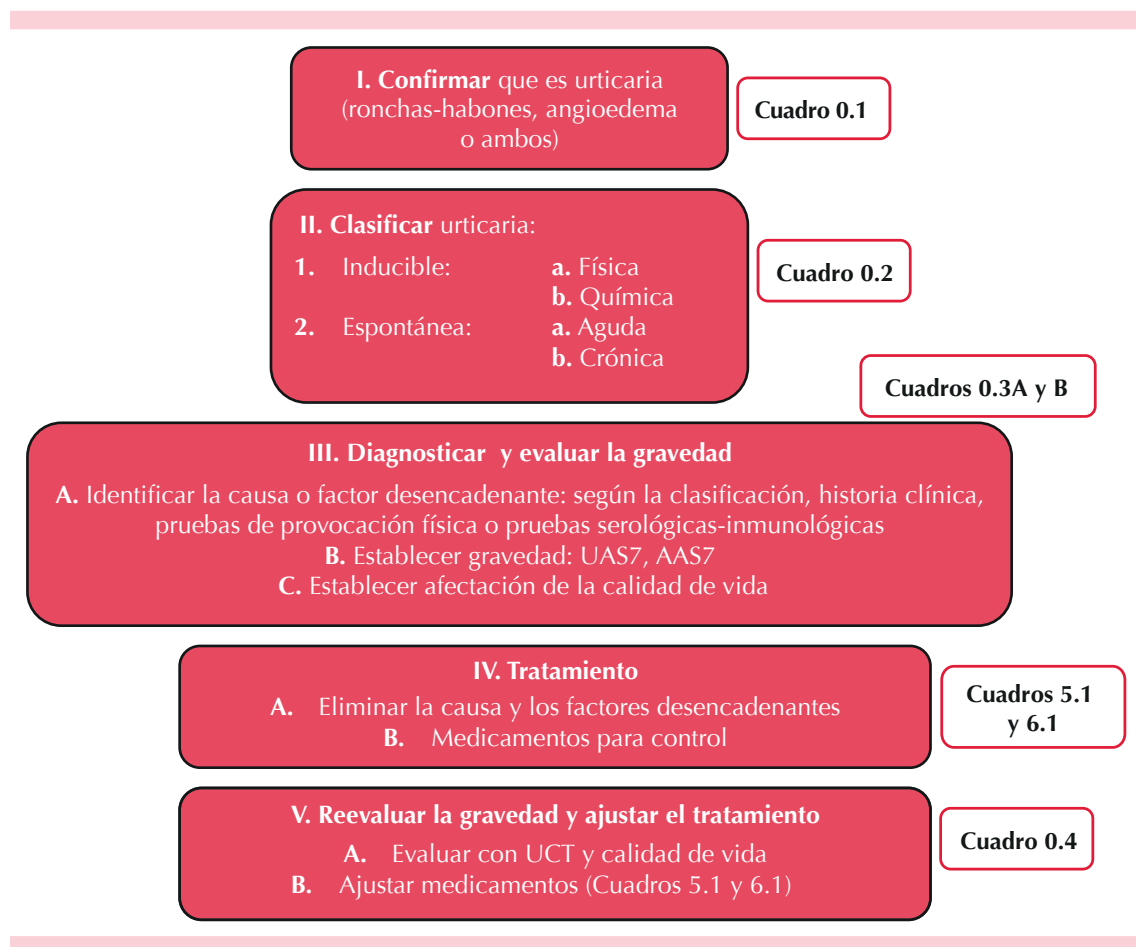 I. Confirmar que es urticaria
(ronchas-habones, angioedema
o ambos)
Cuadro 0.1
II. Clasificar urticaria:
1. Inducible: a. Física
b. Química
2. Espontánea: a. Aguda
b. Crónica
Cuadro 0.2
Cuadros 0.3A y B
III. Diagnosticar y evaluar la gravedad
A. Identificar la causa o factor desencadenante: según la clasificación, historia clínica,
pruebas de provocación física o pruebas serológicas-inmunológicas
B. Establecer gravedad: UAS7, AAS7
C. Establecer afectación de la calidad de vida
IV. Tratamiento
A. Eliminar la causa y los factores desencadenantes
B. Medicamentos para control
Cuadros 5.1
y 6.1
V. Reevaluar la gravedad y ajustar el tratamiento
A. Evaluar con UCT y calidad de vida
B. Ajustar medicamentos (Cuadros 5.1 y 6.1)
Cuadro 0.4